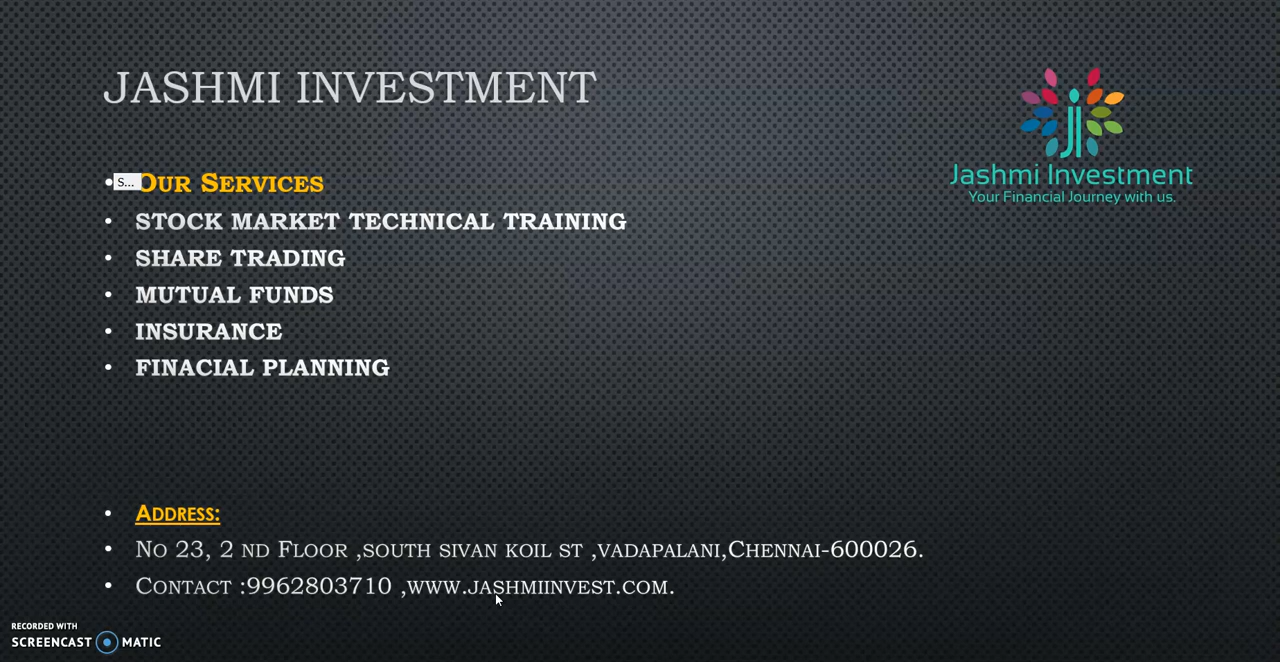 JASHMI INVESTMENT
Jashmi Investment
Your Financial Journey with us.
• S... OUR SERVICES
• STOCK MARKET TECHNICAL TRAINING
• SHARE TRADING
• MUTUAL FUNDS
• INSURANCE
• FINACIAL PLANNING
• ADDRESS:
• NO 23, 2 ND FLOOR ,SOUTH SIVAN KOIL ST ,VADAPALANI,CHENNAI-600026.
• CONTACT :9962803710 ,WWW.JASHMIINVEST.COM.
RECORDED WITH
SCREENCAST MATIC